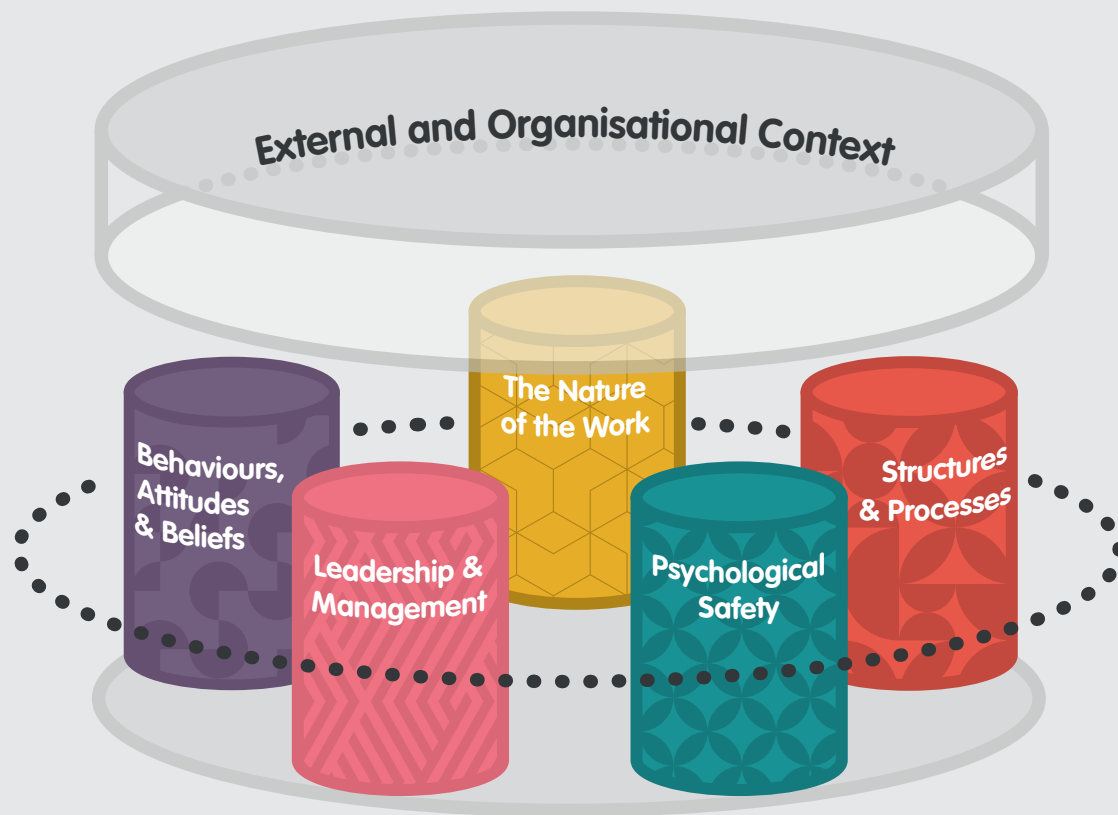 External and Organisational Context
The Nature
of the Work
Behaviours,
Attitudes
& Beliefs
Structures
& Processes
Leadership &
Management
Psychological
Safety